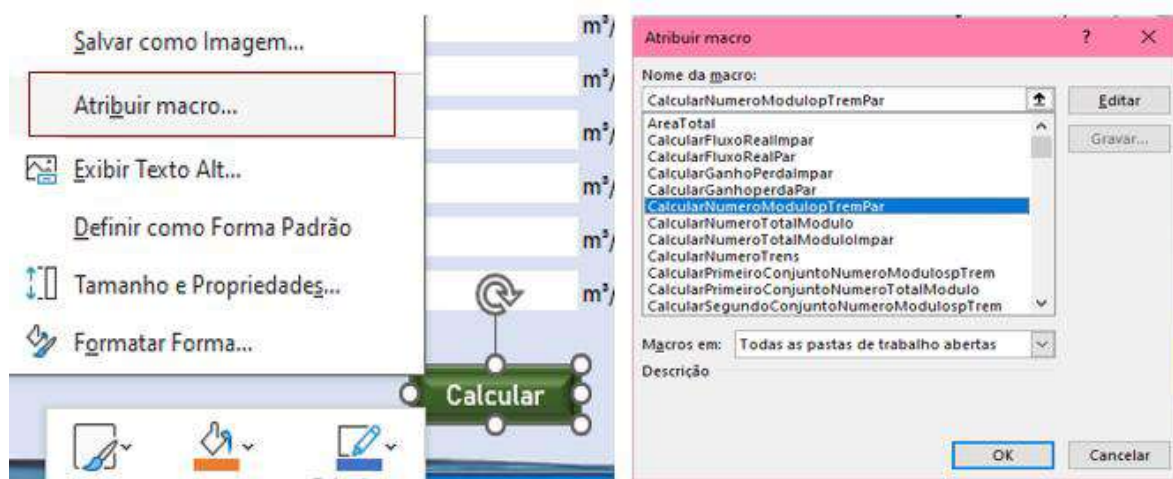 Salvar como Imagem...
Atribuir macro...
Exibir Texto Alt...
Definir como Forma Padrão
Tamanho e Propriedades...
Formatar Forma...
m³/
m³/
m³/
m³/
m³/
m³/
Calcular
Atribuir macro
? ×
Nome da macro:
CalcularNumeroModulopTremPar
Editar
Gravar...
AreaTotal
CalcularFluxoRealImpar
CalcularFluxoRealPar
CalcularGanhoPerdaImpar
CalcularGanhoperdaPar
CalcularNumeroModulopTremPar
CalcularNumeroTotalModulo
CalcularNumeroTotalModuloImpar
CalcularNumeroTrens
CalcularPrimeiroConjuntoNumeroModulospTrem
CalcularPrimeiroConjuntoNumeroTotalModulo
CalcularSegundoConjuntoNumeroModulospTrem
Macros em: Todas as pastas de trabalho abertas
Descrição
OK
Cancelar